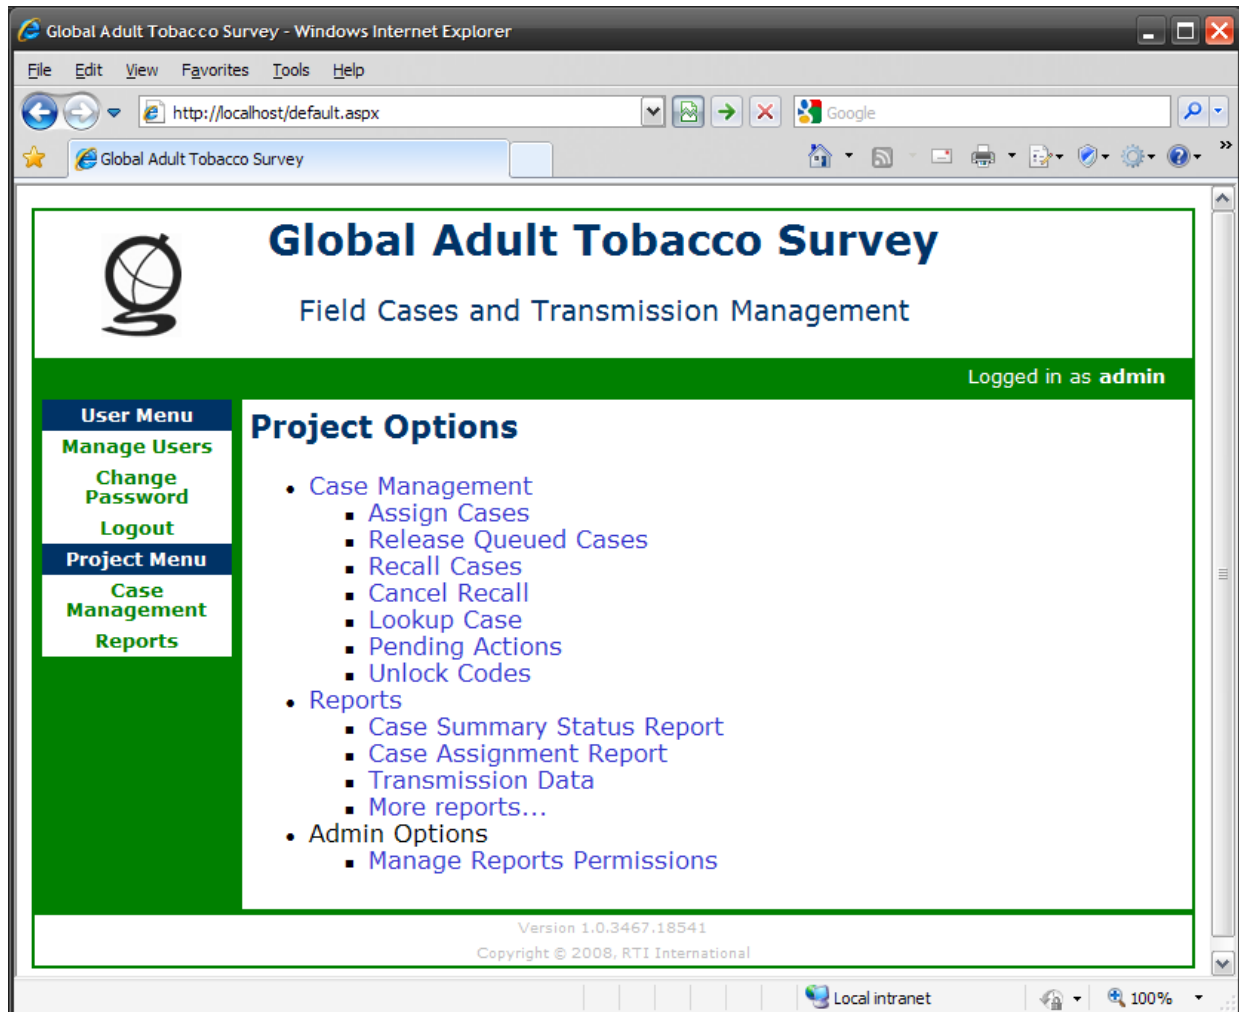 Global Adult Tobacco Survey - Windows Internet Explorer
File Edit View Favorites Tools Help
http://localhost/default.aspx
Google
Global Adult Tobacco Survey
Global Adult Tobacco Survey
Field Cases and Transmission Management
Logged in as admin
User Menu
Manage Users
Change
Password
Logout
Project Menu
Case
Management
Reports
Project Options
Case Management
Assign Cases
Release Queued Cases
Recall Cases
Cancel Recall
Lookup Case
Pending Actions
Unlock Codes
Reports
Case Summary Status Report
Case Assignment Report
Transmission Data
More reports...
Admin Options
Manage Reports Permissions
Version 1.0.3467.18541
Copyright © 2008, RTI International
Local intranet
100%